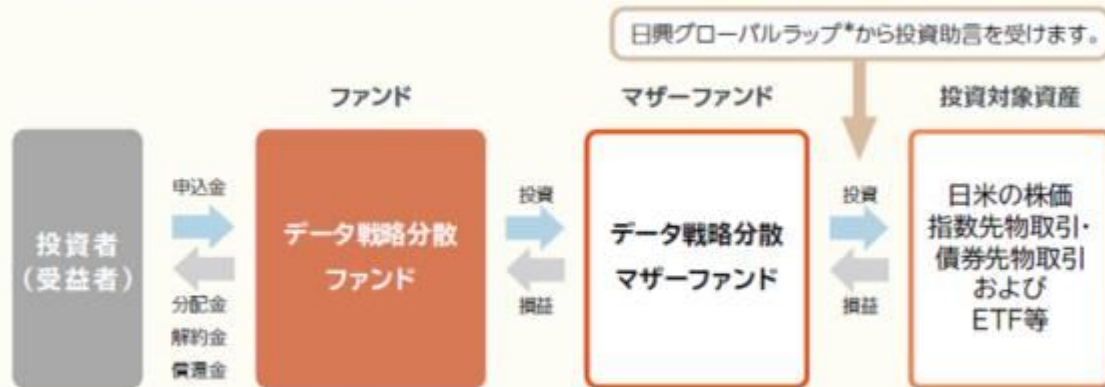 日興グローバルラップ*から投資助言を受けます。
ファンド
マザーファンド
投資対象資産
投資者
(受益者)
申込金
分配金
解約金
償還金
データ戦略分散
ファンド
投資
損益
データ戦略分散
マザーファンド
投資
損益
日米の株価
指数先物取引・
債券先物取引
および
ETF等